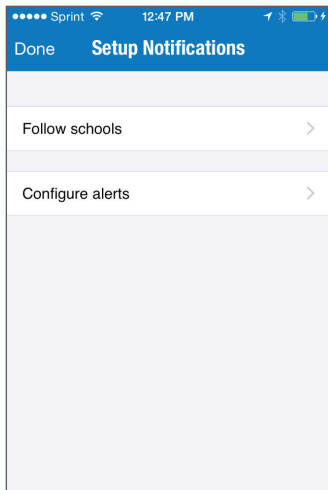 Sprint 12:47 PM
Done Setup Notifications
Follow schools
Configure alerts